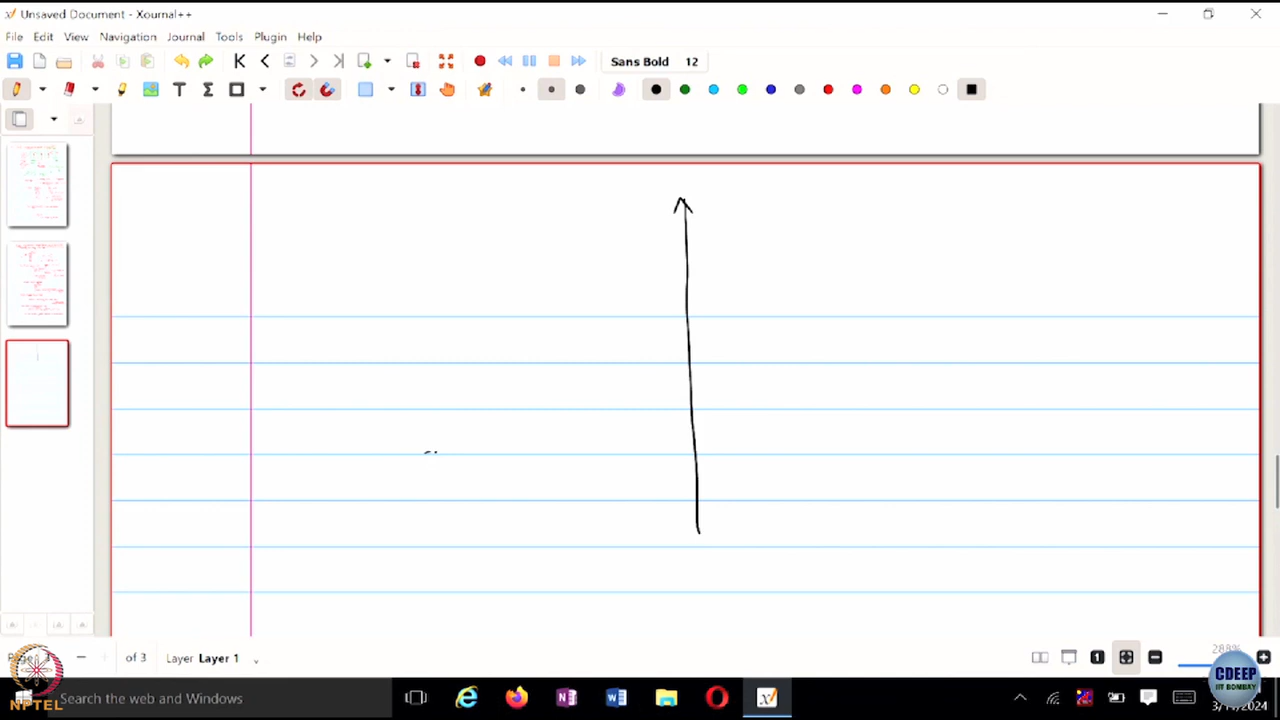 Unsaved Document - Xournal++
File Edit View Navigation Journal Tools Plugin Help
Sans Bold 12
of 3 Layer Layer 1
288%
NPTEL
Search the web and Windows
CDEEP
IIT BOMBAY